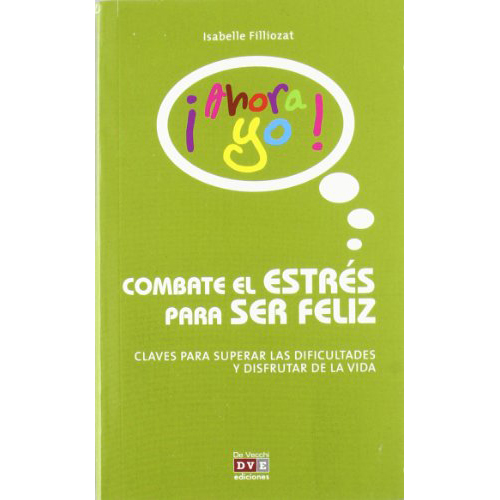 Isabelle Filliozat
¡Ahora
yo!
COMBATE EL ESTRÉS
PARA SER FELIZ
CLAVES PARA SUPERAR LAS DIFICULTADES
Y DISFRUTAR DE LA VIDA
De Vecchi
DVE
ediciones